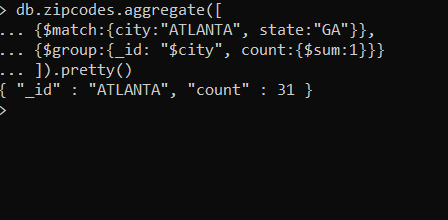 > db.zipcodes.aggregate([
... {$match:{city:"ATLANTA", state:"GA"}},
... {$group:{_id: "$city", count:{$sum:1}}}
... ]).pretty()
{ "_id" : "ATLANTA", "count" : 31 }
>